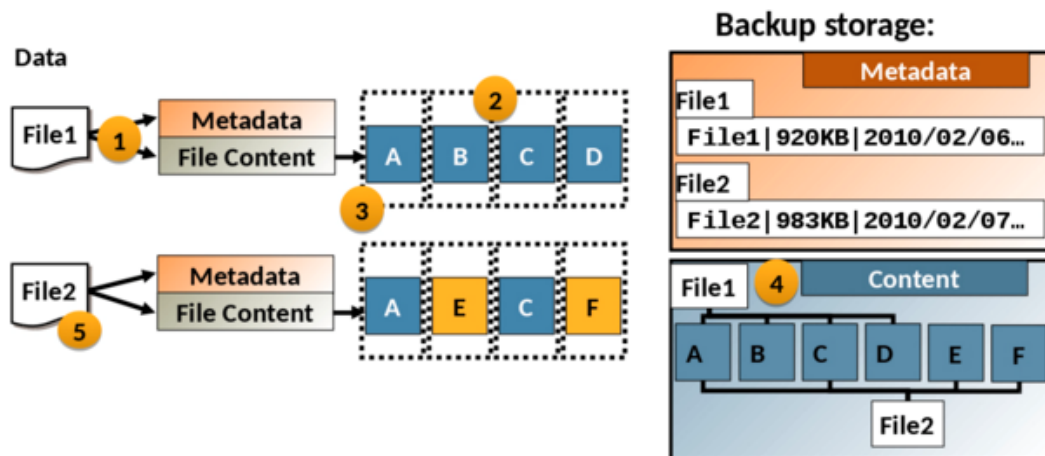 Backup storage:
Data
Metadata
File1
File1|920KB|2010/02/06…
File2
File2|983KB|2010/02/07…
File1
1
Metadata
File Content
2
A B C D
3
File2
5
Metadata
File Content
A E C F
File1
4
Content
A B C D E F
File2